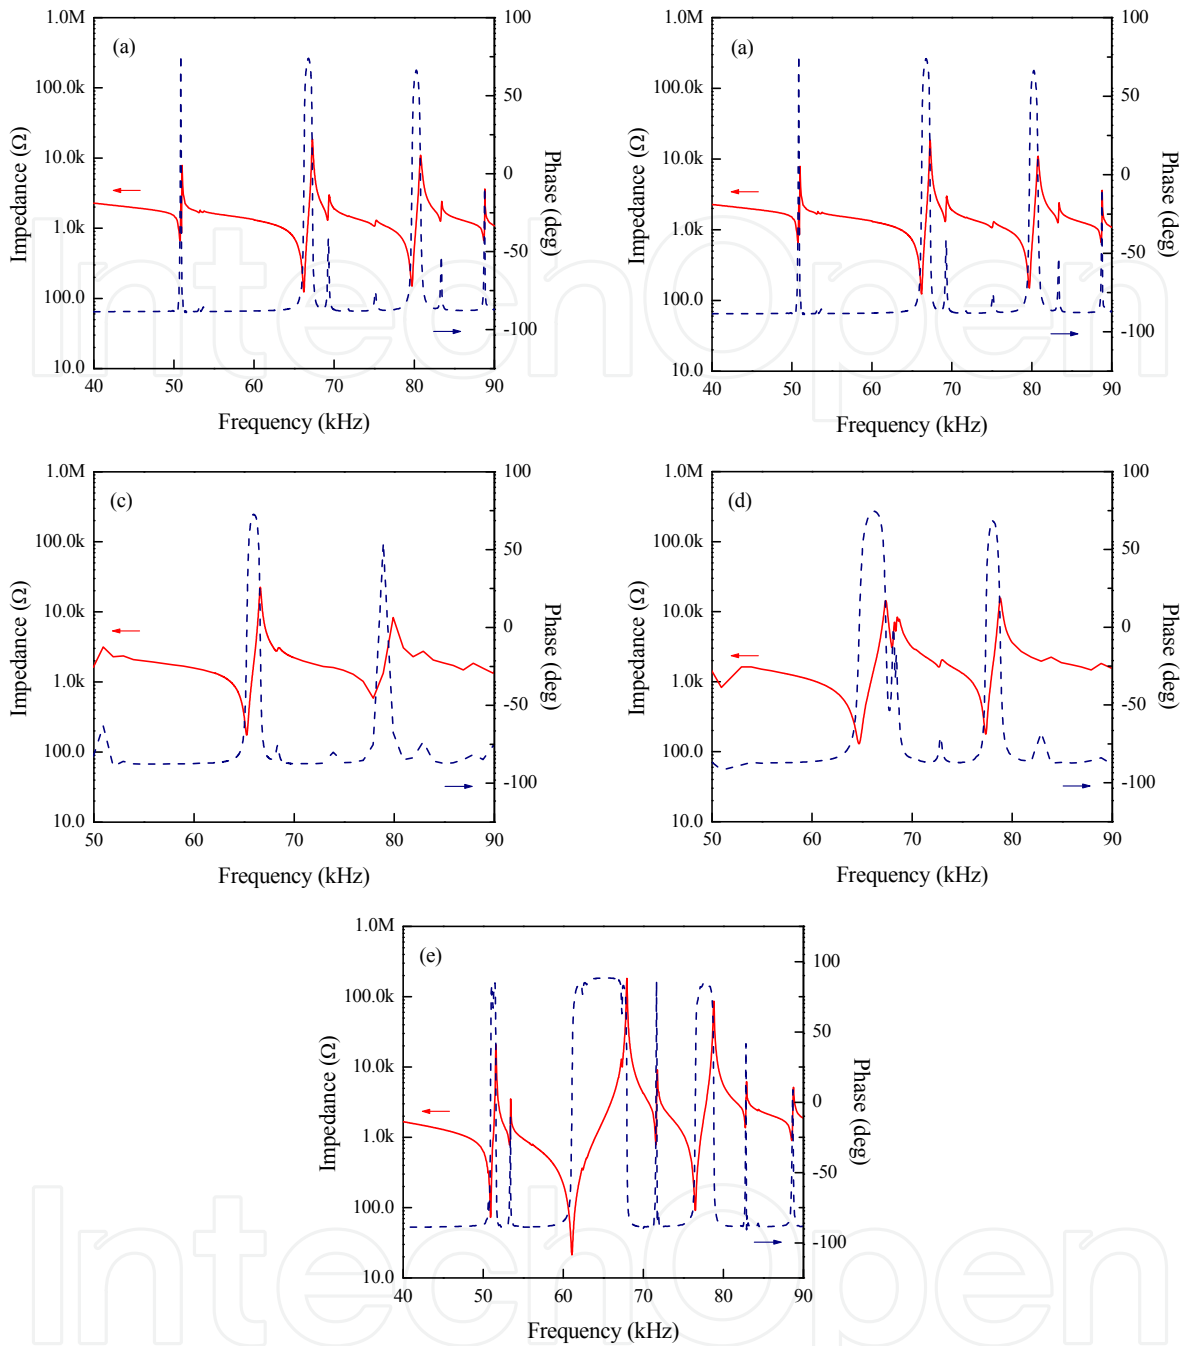 (a)
1.0M
100.0k
10.0k
1.0k
100.0
10.0
Impedance (Ω)
100
50
0
-50
-100
Phase (deg)
40 50 60 70 80 90
Frequency (kHz)
(a)
1.0M
100.0k
10.0k
1.0k
100.0
10.0
Impedance (Ω)
100
50
0
-50
-100
Phase (deg)
40 50 60 70 80 90
Frequency (kHz)
(c)
1.0M
100.0k
10.0k
1.0k
100.0
10.0
Impedance (Ω)
100
50
0
-50
-100
Phase (deg)
50 60 70 80 90
Frequency (kHz)
(d)
1.0M
100.0k
10.0k
1.0k
100.0
10.0
Impedance (Ω)
100
50
0
-50
-100
Phase (deg)
50 60 70 80 90
Frequency (kHz)
(e)
1.0M
100.0k
10.0k
1.0k
100.0
10.0
Impedance (Ω)
100
50
0
-50
-100
Phase (deg)
40 50 60 70 80 90
Frequency (kHz)
IntechOpen
IntechOpen